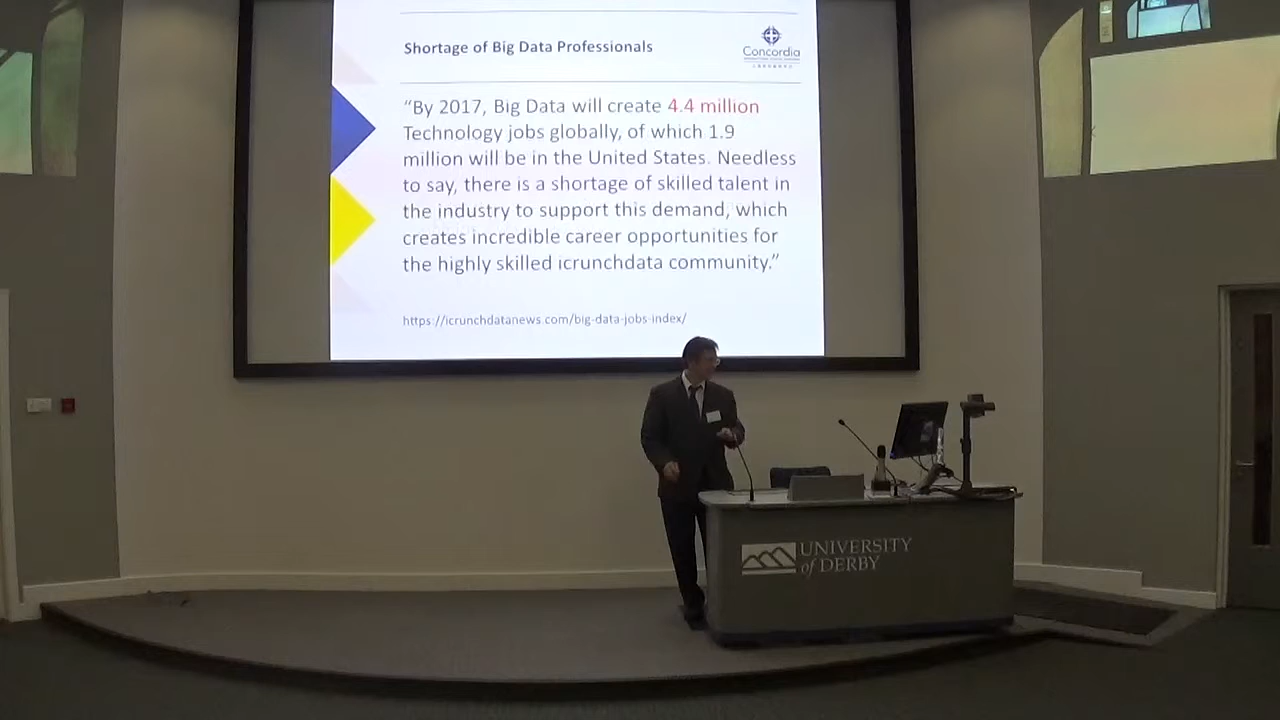 Shortage of Big Data Professionals
Concordia
“By 2017, Big Data will create 4.4 million
Technology jobs globally, of which 1.9
million will be in the United States. Needless
to say, there is a shortage of skilled talent in
the industry to support this demand, which
creates incredible career opportunities for
the highly skilled icrunchdata community.”
https://icrunchdatanews.com/big-data-jobs-index/
UNIVERSITY
of DERBY